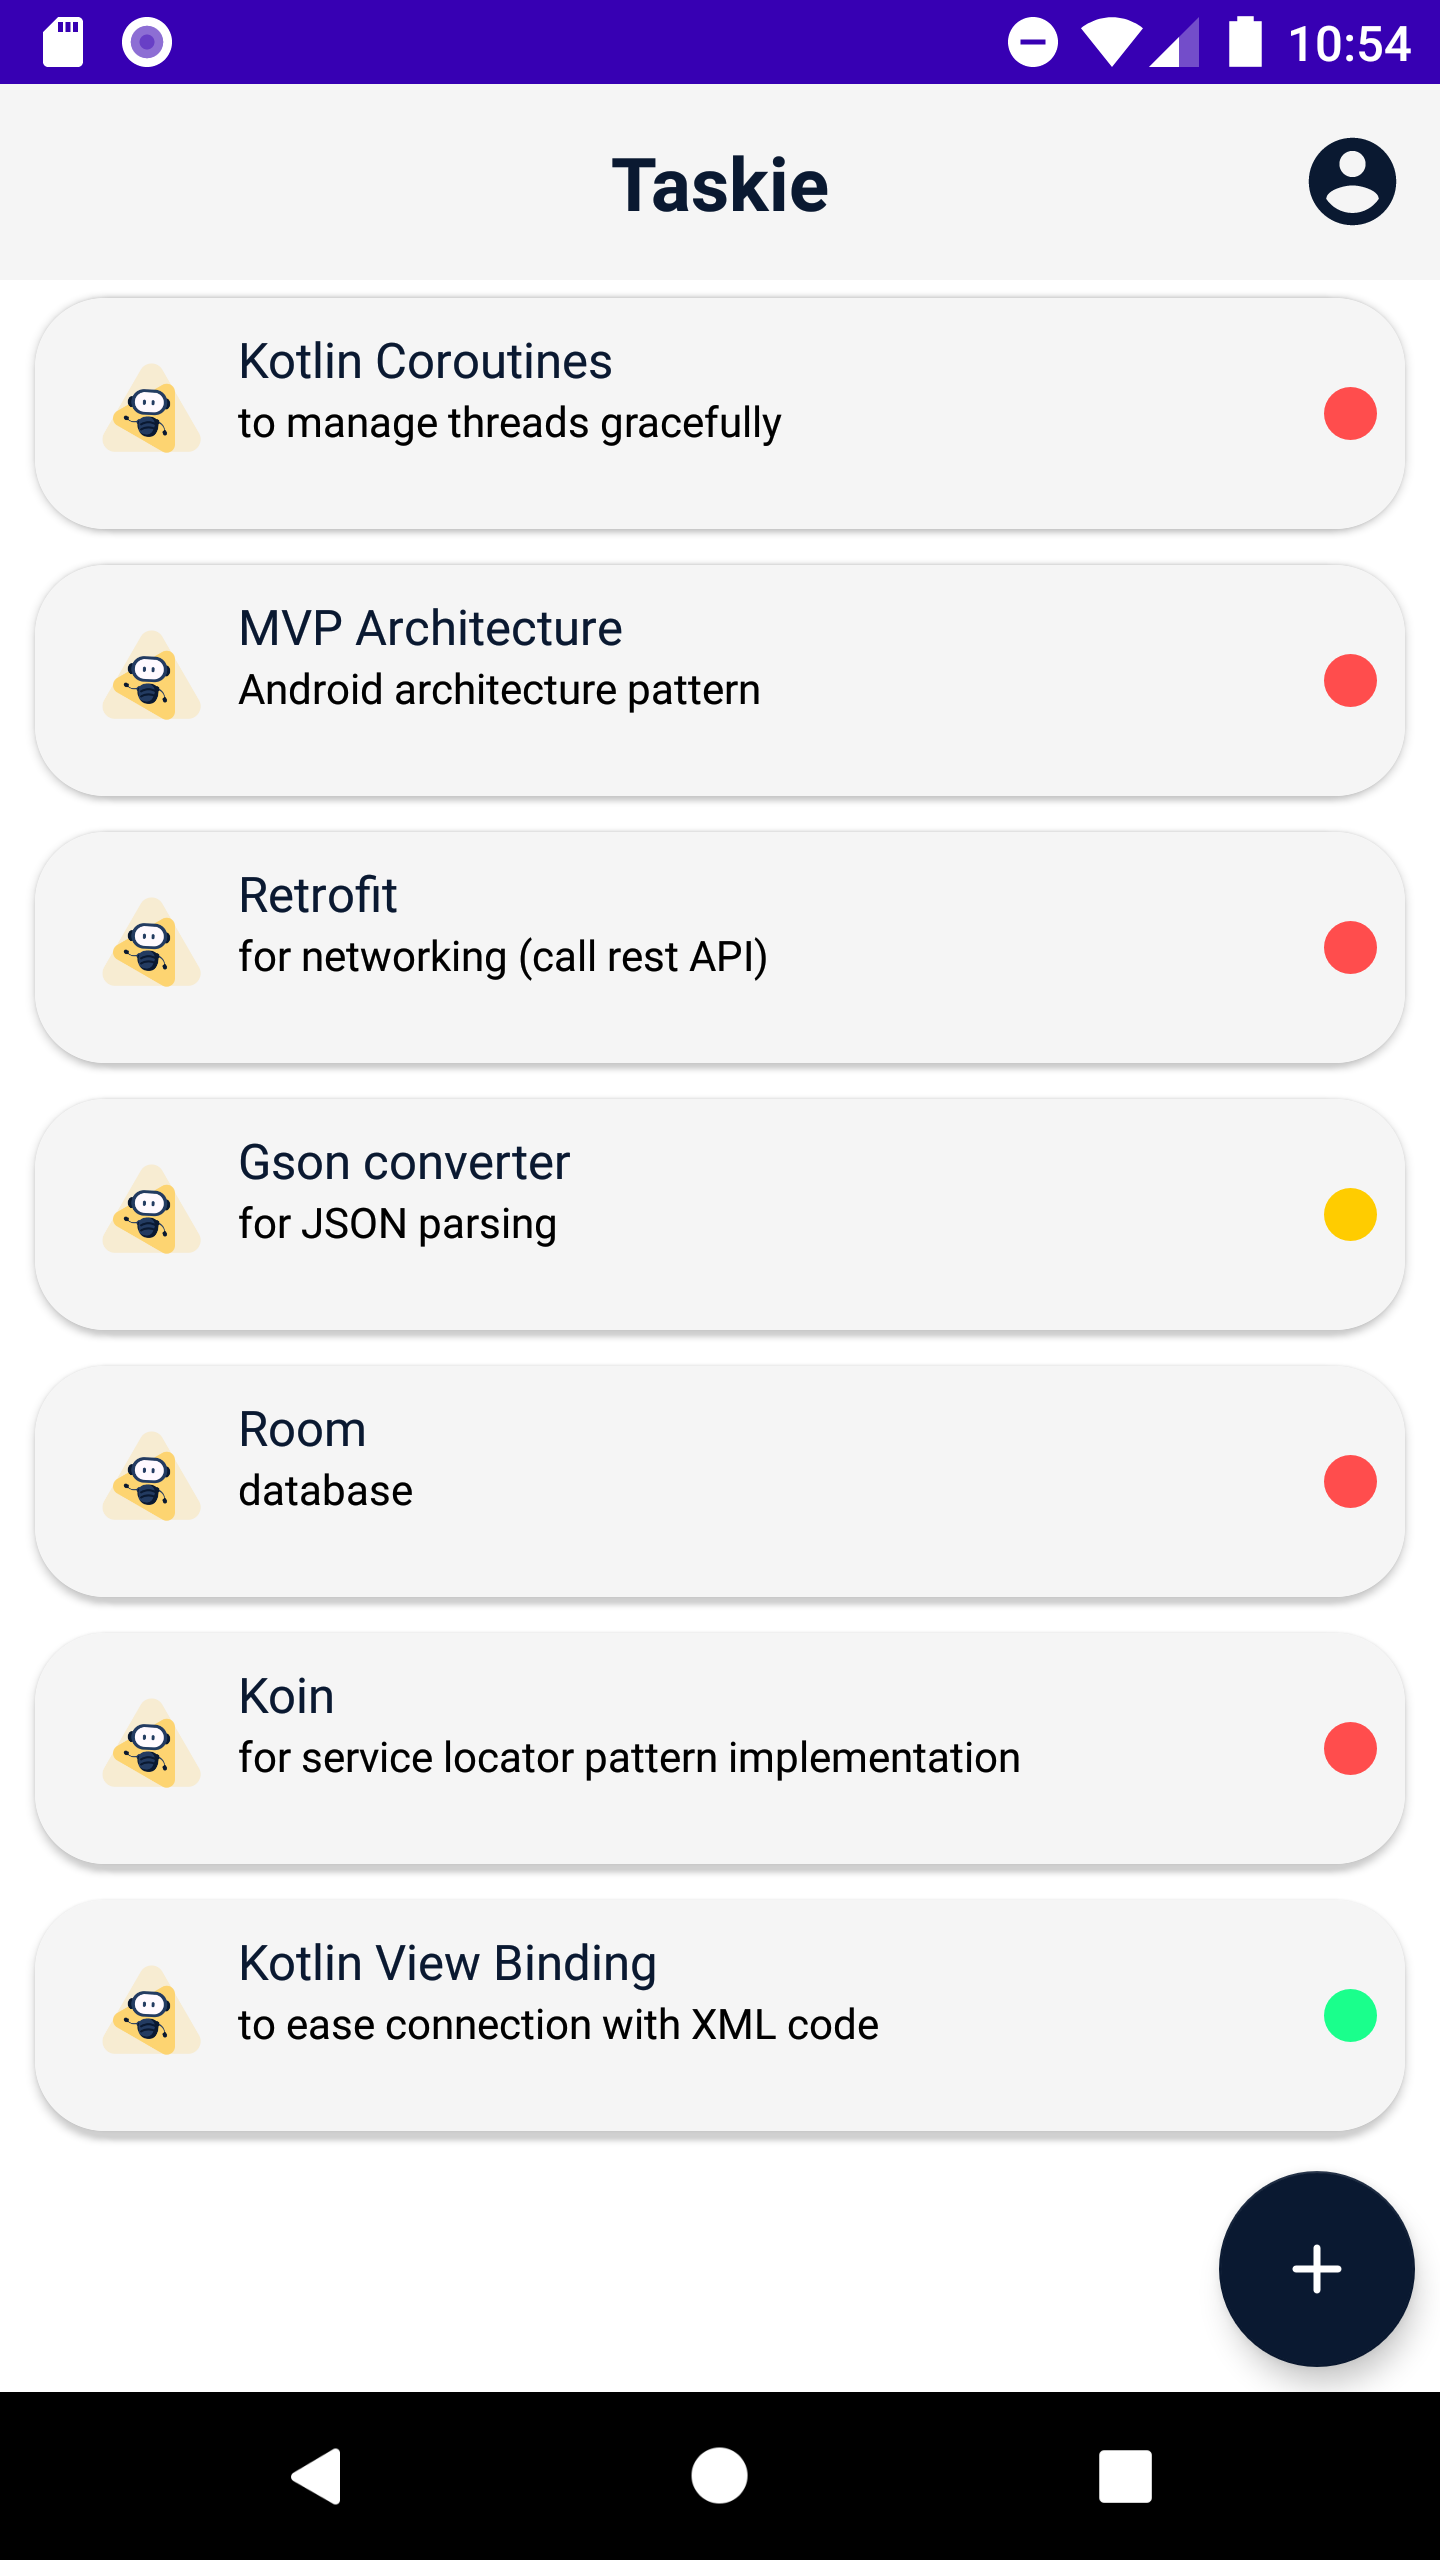 10:54
Taskie
Kotlin Coroutines
to manage threads gracefully
MVP Architecture
Android architecture pattern
Retrofit
for networking (call rest API)
Gson converter
for JSON parsing
Room
database
Koin
for service locator pattern implementation
Kotlin View Binding
to ease connection with XML code